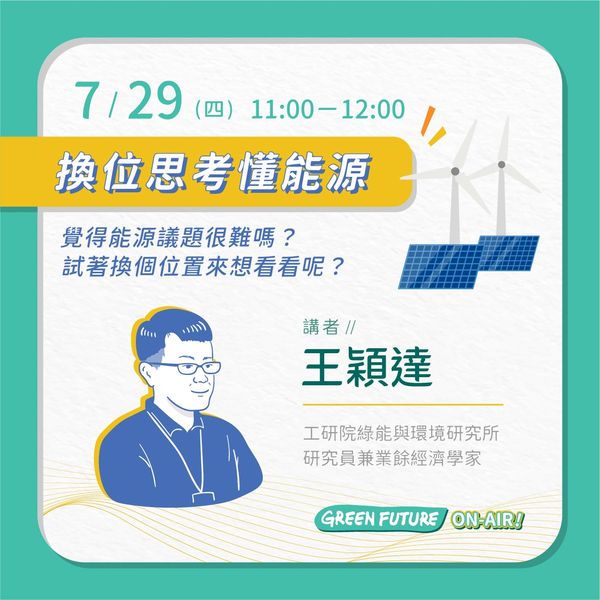 7/29(四) 11:00－12:00
換位思考懂能源
覺得能源議題很難嗎？
試著換個位置來想看看呢？
講者 //
王穎達
工研院綠能與環境研究所
研究員兼業餘經濟學家
GREEN FUTURE ON-AIR!